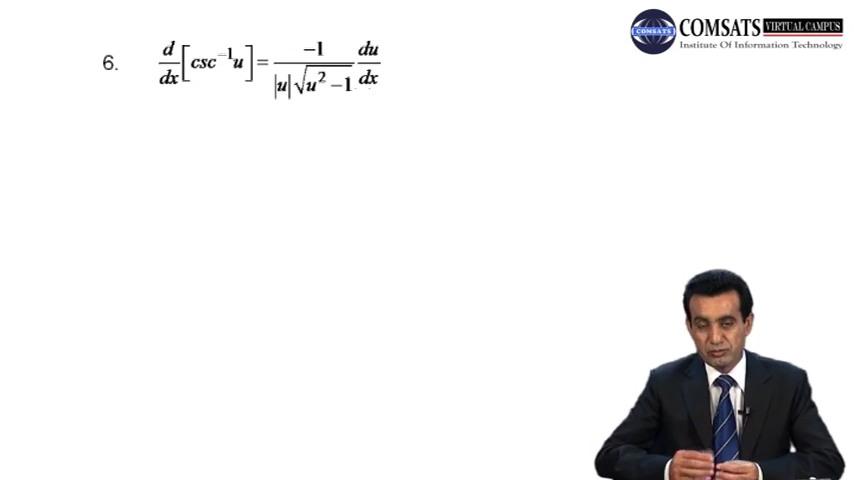 COMSATS VIRTUAL CAMPUS
Institute Of Information Technology
COMSATS
6. d/dx [csc⁻¹u] = -1/(|u|√(u² - 1)) du/dx